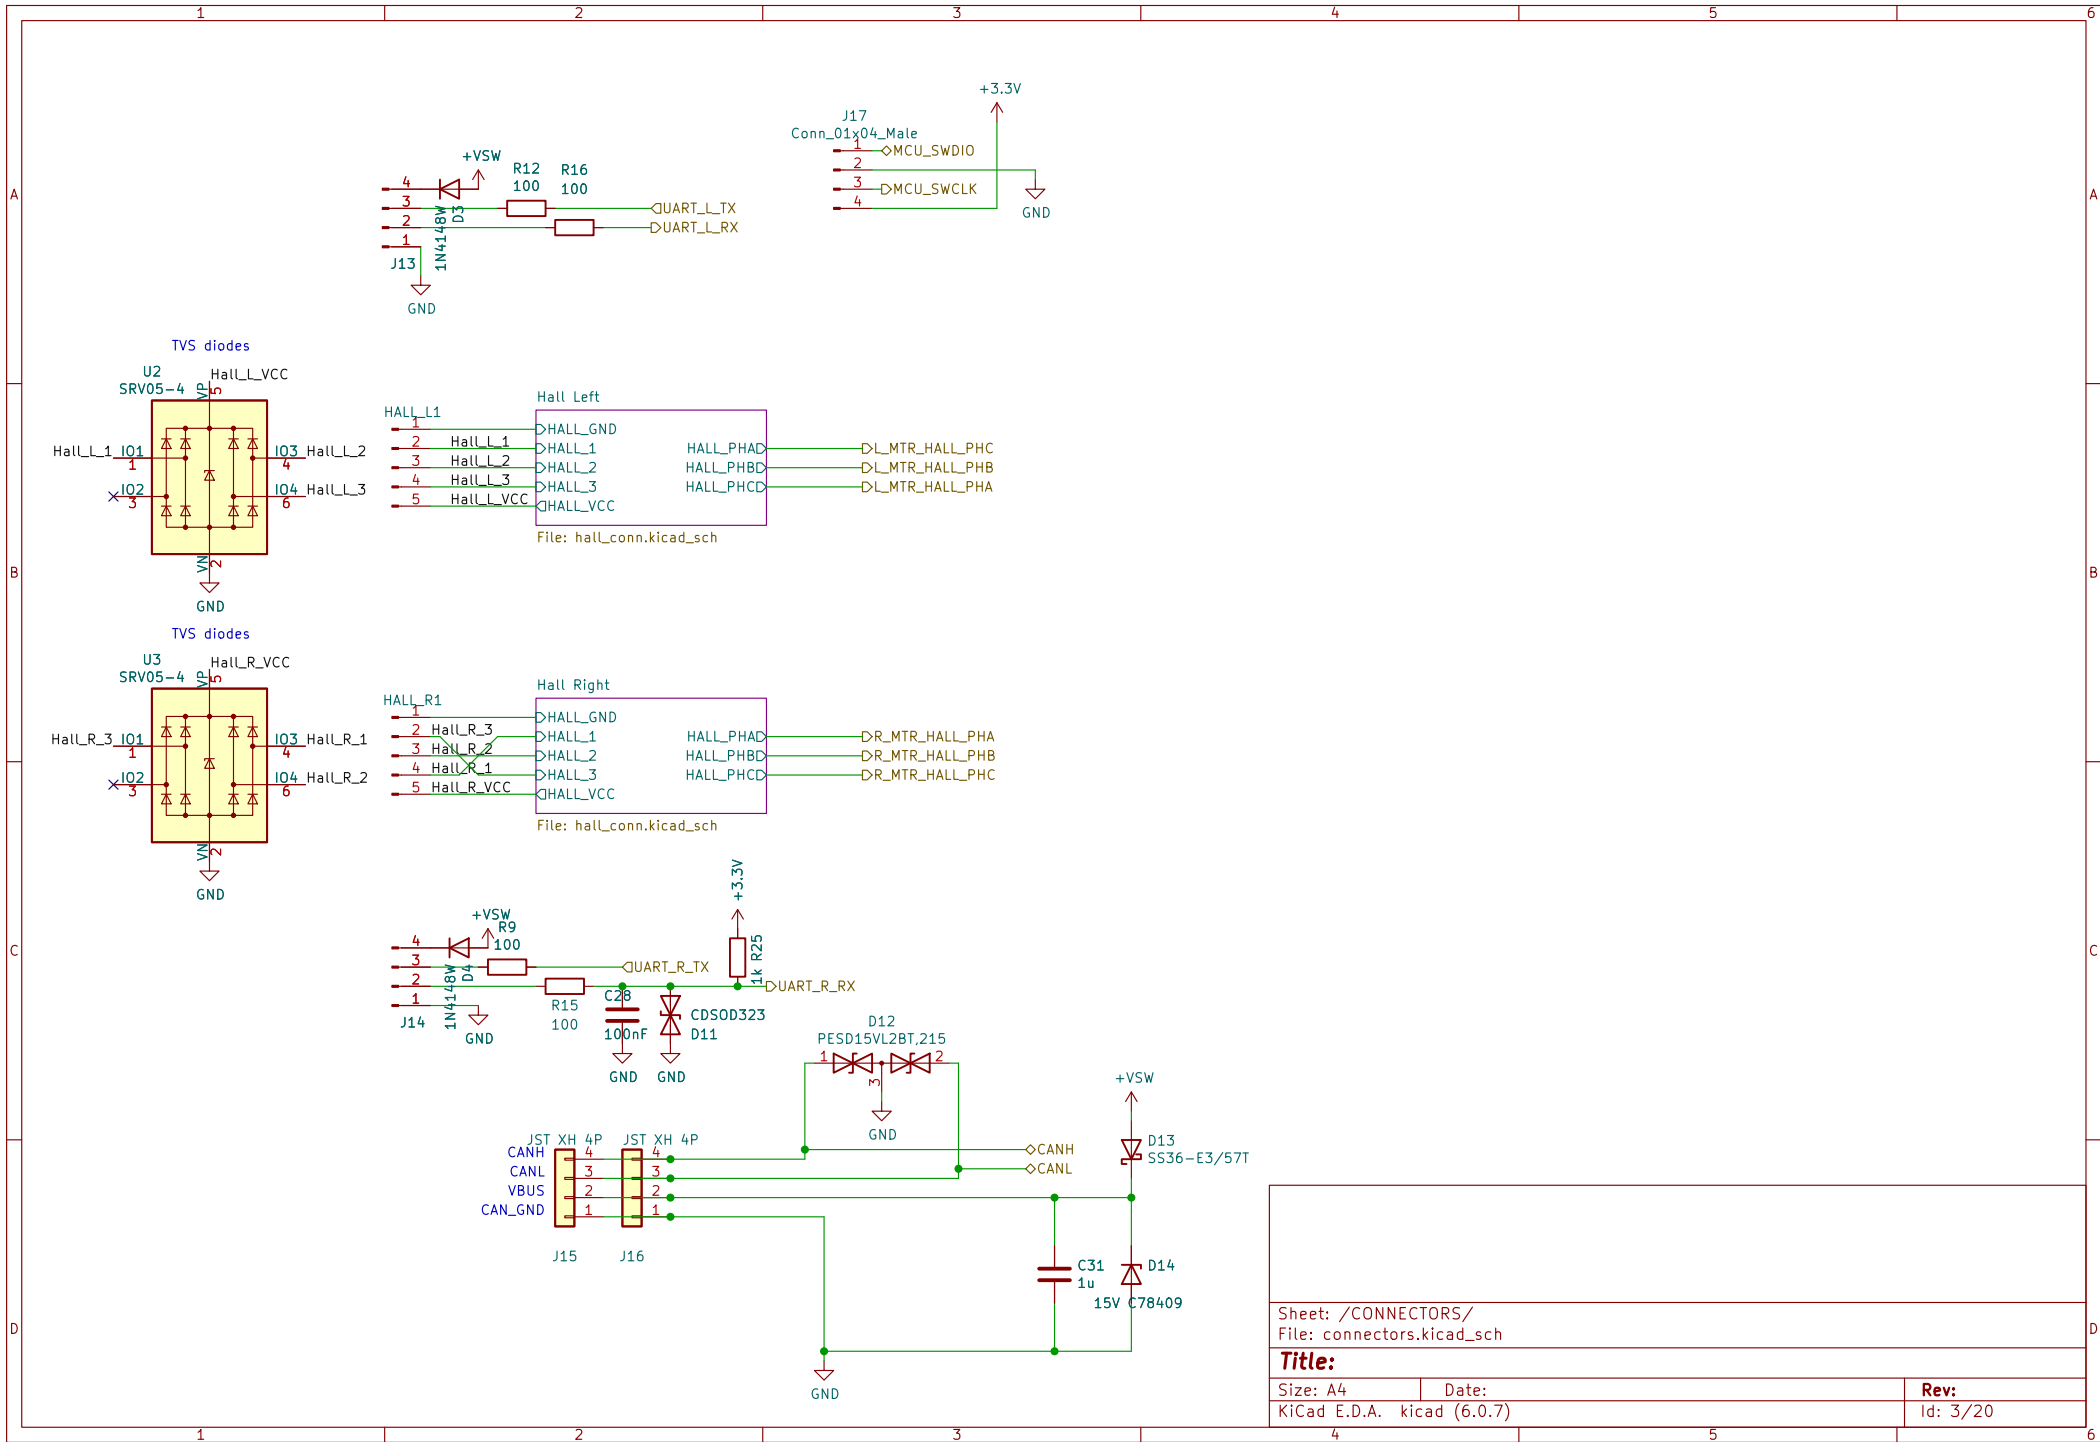 1 2 3 4 5 6
A A
B B
C C
D D
+3.3V
J17
Conn_01x04_Male
1 MCU_SWDIO
2
3 MCU_SWCLK
4
GND
+VSW
R12
100
R16
100
4
3 UART_L_TX
2 UART_L_RX
1
D3
1N4148W
J13
GND
TVS diodes
U2
SRV05-4
Hall_L_VCC
VP
5
Hall_L_1 IO1
1
IO3 Hall_L_2
4
IO2
3
IO4 Hall_L_3
6
VN
2
GND
Hall Left
HALL_L1
1 HALL_GND
2 Hall_L_1 HALL_1 HALL_PHA L_MTR_HALL_PHC
3 Hall_L_2 HALL_2 HALL_PHB L_MTR_HALL_PHB
4 Hall_L_3 HALL_3 HALL_PHC L_MTR_HALL_PHA
5 Hall_L_VCC HALL_VCC
File: hall_conn.kicad_sch
TVS diodes
U3
SRV05-4
Hall_R_VCC
VP
5
Hall_R_3 IO1
1
IO3 Hall_R_1
4
IO2
3
IO4 Hall_R_2
6
VN
2
GND
Hall Right
HALL_R1
1 HALL_GND
2 Hall_R_3 HALL_1 HALL_PHA R_MTR_HALL_PHA
3 Hall_R_2 HALL_2 HALL_PHB R_MTR_HALL_PHB
4 Hall_R_1 HALL_3 HALL_PHC R_MTR_HALL_PHC
5 Hall_R_VCC HALL_VCC
File: hall_conn.kicad_sch
+3.3V
1k R25
+VSW
R9
100
4
3 UART_R_TX
2 UART_R_RX
1
D4
1N4148W
J14
GND
R15
100
C28
100nF
GND
CDSOD323
D11
GND
D12
PESD15VL2BT,215
1 2
3
GND
+VSW
D13
SS36-E3/57T
JST XH 4P JST XH 4P
CANH 4 4 CANH
CANL 3 3 CANL
VBUS 2 2
CAN_GND 1 1
J15 J16
C31
1u
D14
15V C78409
GND
Sheet: /CONNECTORS/
File: connectors.kicad_sch
Title:
Size: A4 Date: Rev:
KiCad E.D.A. kicad (6.0.7) Id: 3/20
1 2 3 4 5 6